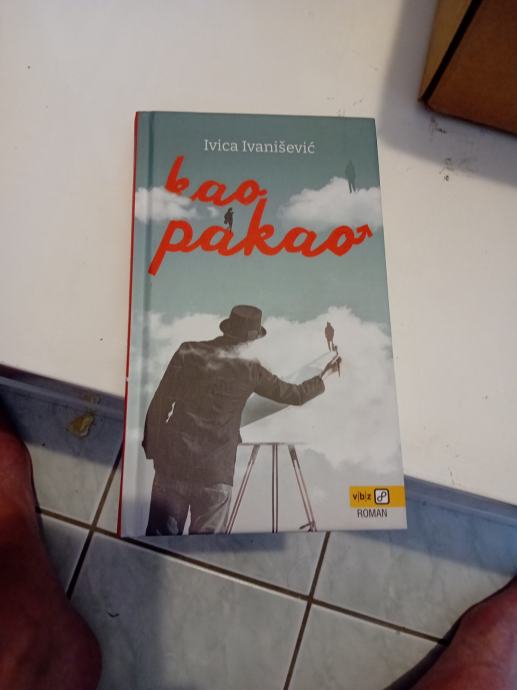 Ivica Ivanišević
kao
pakao
v|b|z
ROMAN